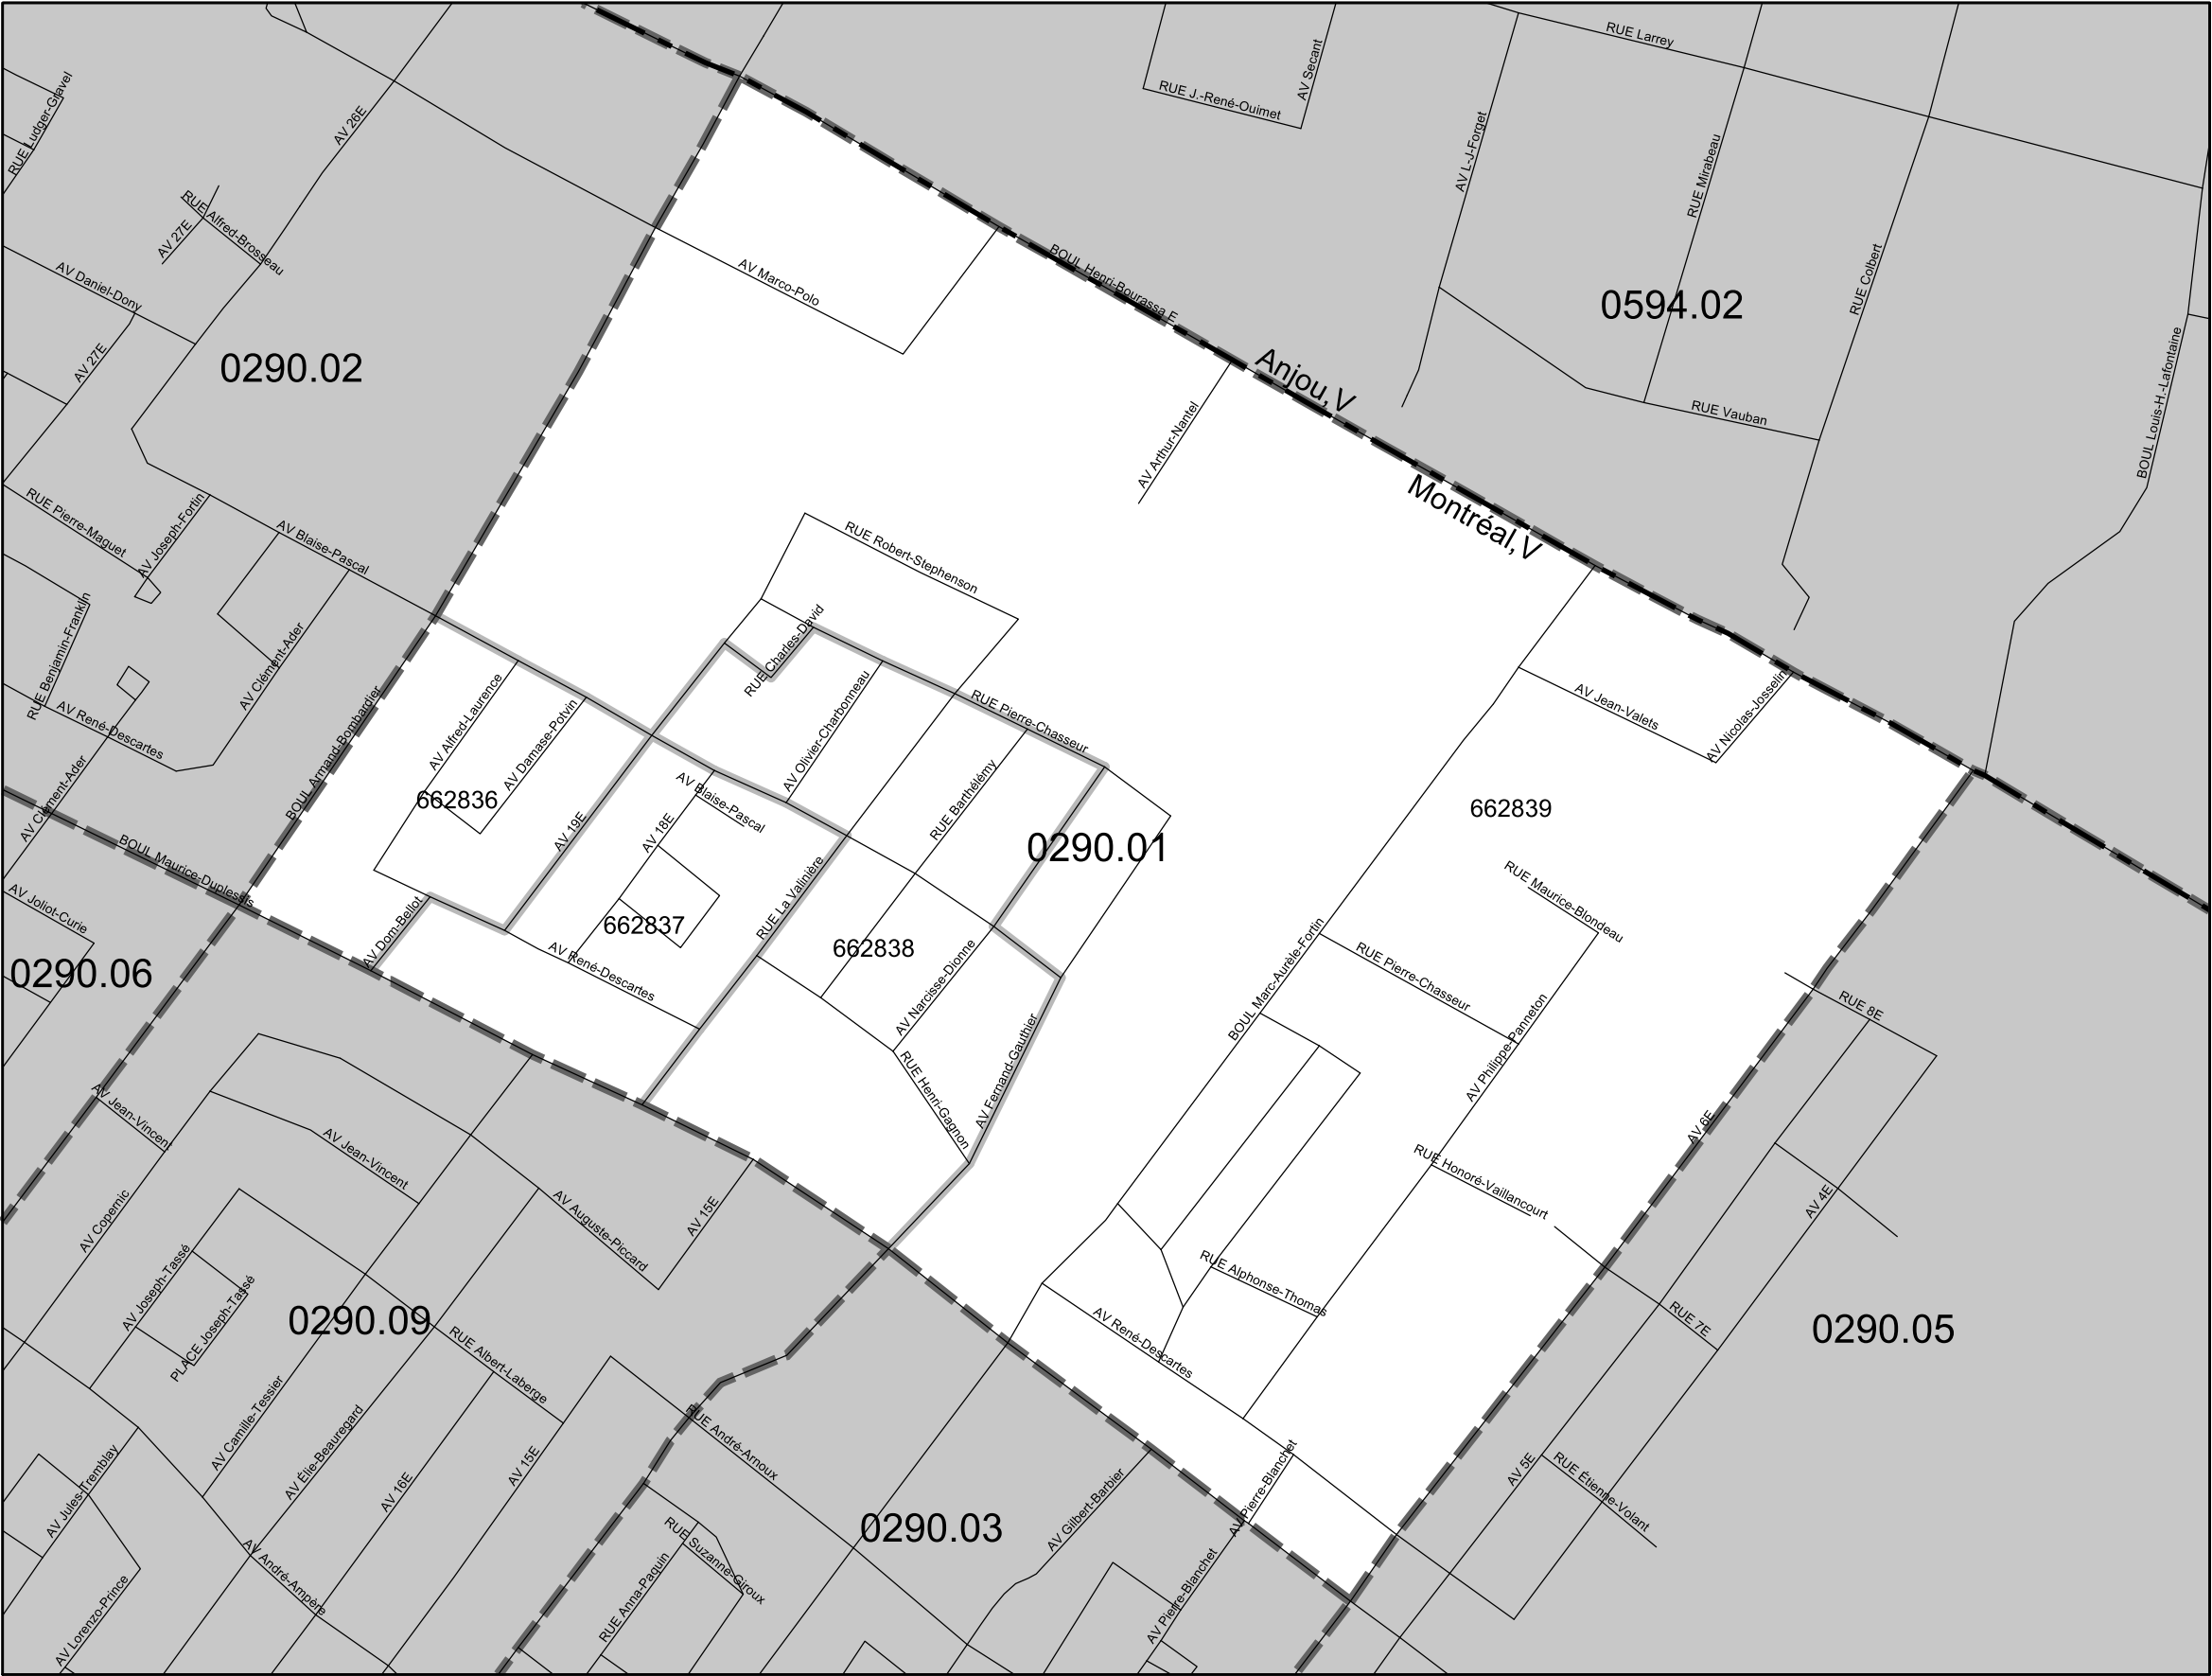 RUE Larrey
AV Secant
RUE J.-René-Ouimet
RUE Ludger-Gravel
AV 26E
AV L-J-Forget
RUE Mirabeau
RUE Alfred-Brosseau
AV 27E
AV Daniel-Dony
AV Marco-Polo
BOUL Henri-Bourassa E
RUE Colbert
0594.02
BOUL Louis-H.-Lafontaine
AV 27E
0290.02
Anjou,V
AV Arthur-Nantel
RUE Vauban
Montréal,V
RUE Pierre-Maguet
AV Joseph-Fortin
AV Blaise-Pascal
RUE Robert-Stephenson
RUE Benjamin-Franklin
AV Clément-Ader
RUE Charles-David
AV René-Descartes
BOUL Armand-Bombardier
AV Alfred-Laurence
AV Damase-Potvin
AV Olivier-Charbonneau
RUE Pierre-Chasseur
AV Jean-Valets
AV Nicolas-Josselin
AV Clément-Ader
662836
AV Blaise-Pascal
RUE Barthélémy
662839
AV 19E
AV 18E
0290.01
BOUL Maurice-Duplessis
RUE La Valinière
RUE Maurice-Blondeau
AV Joliot-Curie
AV Dom-Bellot
662837
662838
AV Narcisse-Dionne
BOUL Marc-Aurèle-Fortin
RUE Pierre-Chasseur
0290.06
AV René-Descartes
RUE 8E
AV Philippe-Panneton
AV Fernand-Gauthier
RUE Henri-Gagnon
AV Jean-Vincent
AV Jean-Vincent
AV 6E
RUE Honoré-Vaillancourt
AV Copernic
AV Auguste-Piccard
AV 15E
AV 4E
AV Joseph-Tassé
PLACE Joseph-Tassé
RUE Alphonse-Thomas
0290.09
RUE 7E
0290.05
RUE Albert-Laberge
AV René-Descartes
AV Camille-Tessier
AV Élie-Beauregard
RUE André-Arnoux
AV Jules-Tremblay
AV 16E
AV 15E
AV Gilbert-Barbier
AV Pierre-Blanchet
AV 5E
RUE Étienne-Volant
0290.03
RUE Suzanne-Giroux
AV André-Ampère
RUE Anna-Paquin
AV Pierre-Blanchet
AV Lorenzo-Prince